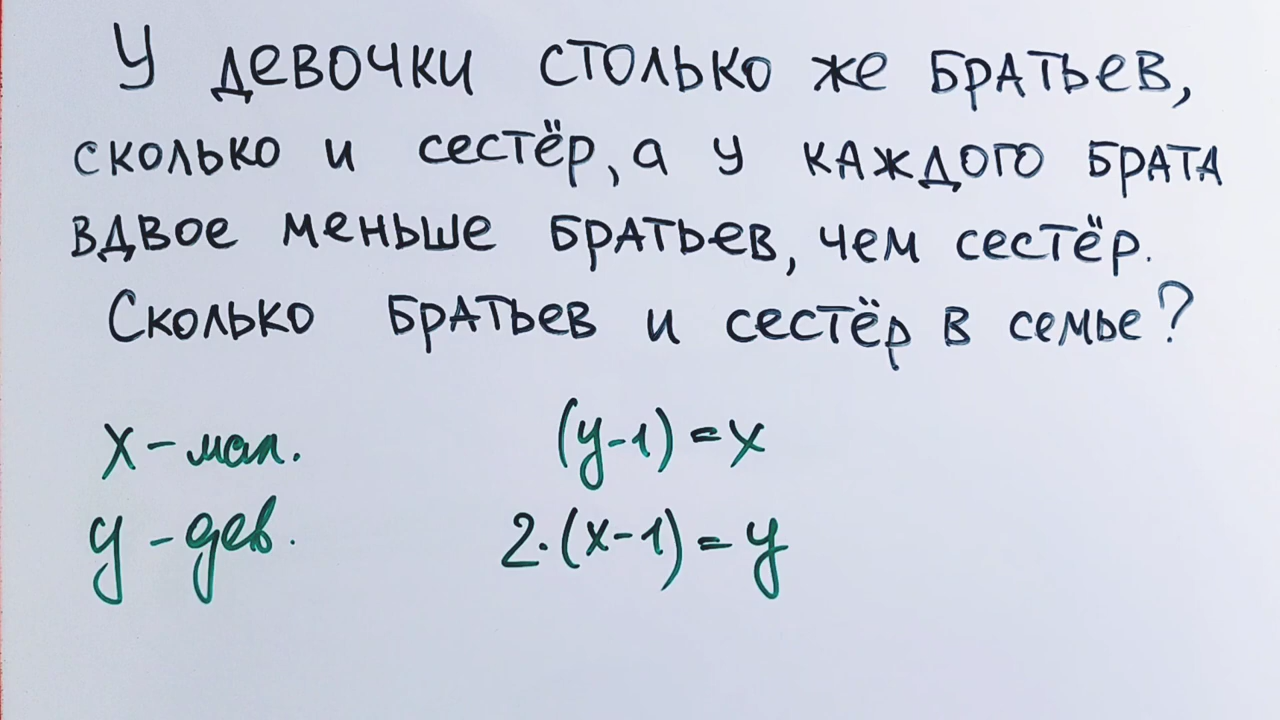 У девочки столько же братьев,
сколько и сестёр, а у каждого брата
вдвое меньше братьев, чем сестёр.
Сколько братьев и сестёр в семье?
x - мал. (y-1) = x
y - дев. 2·(x-1) = y